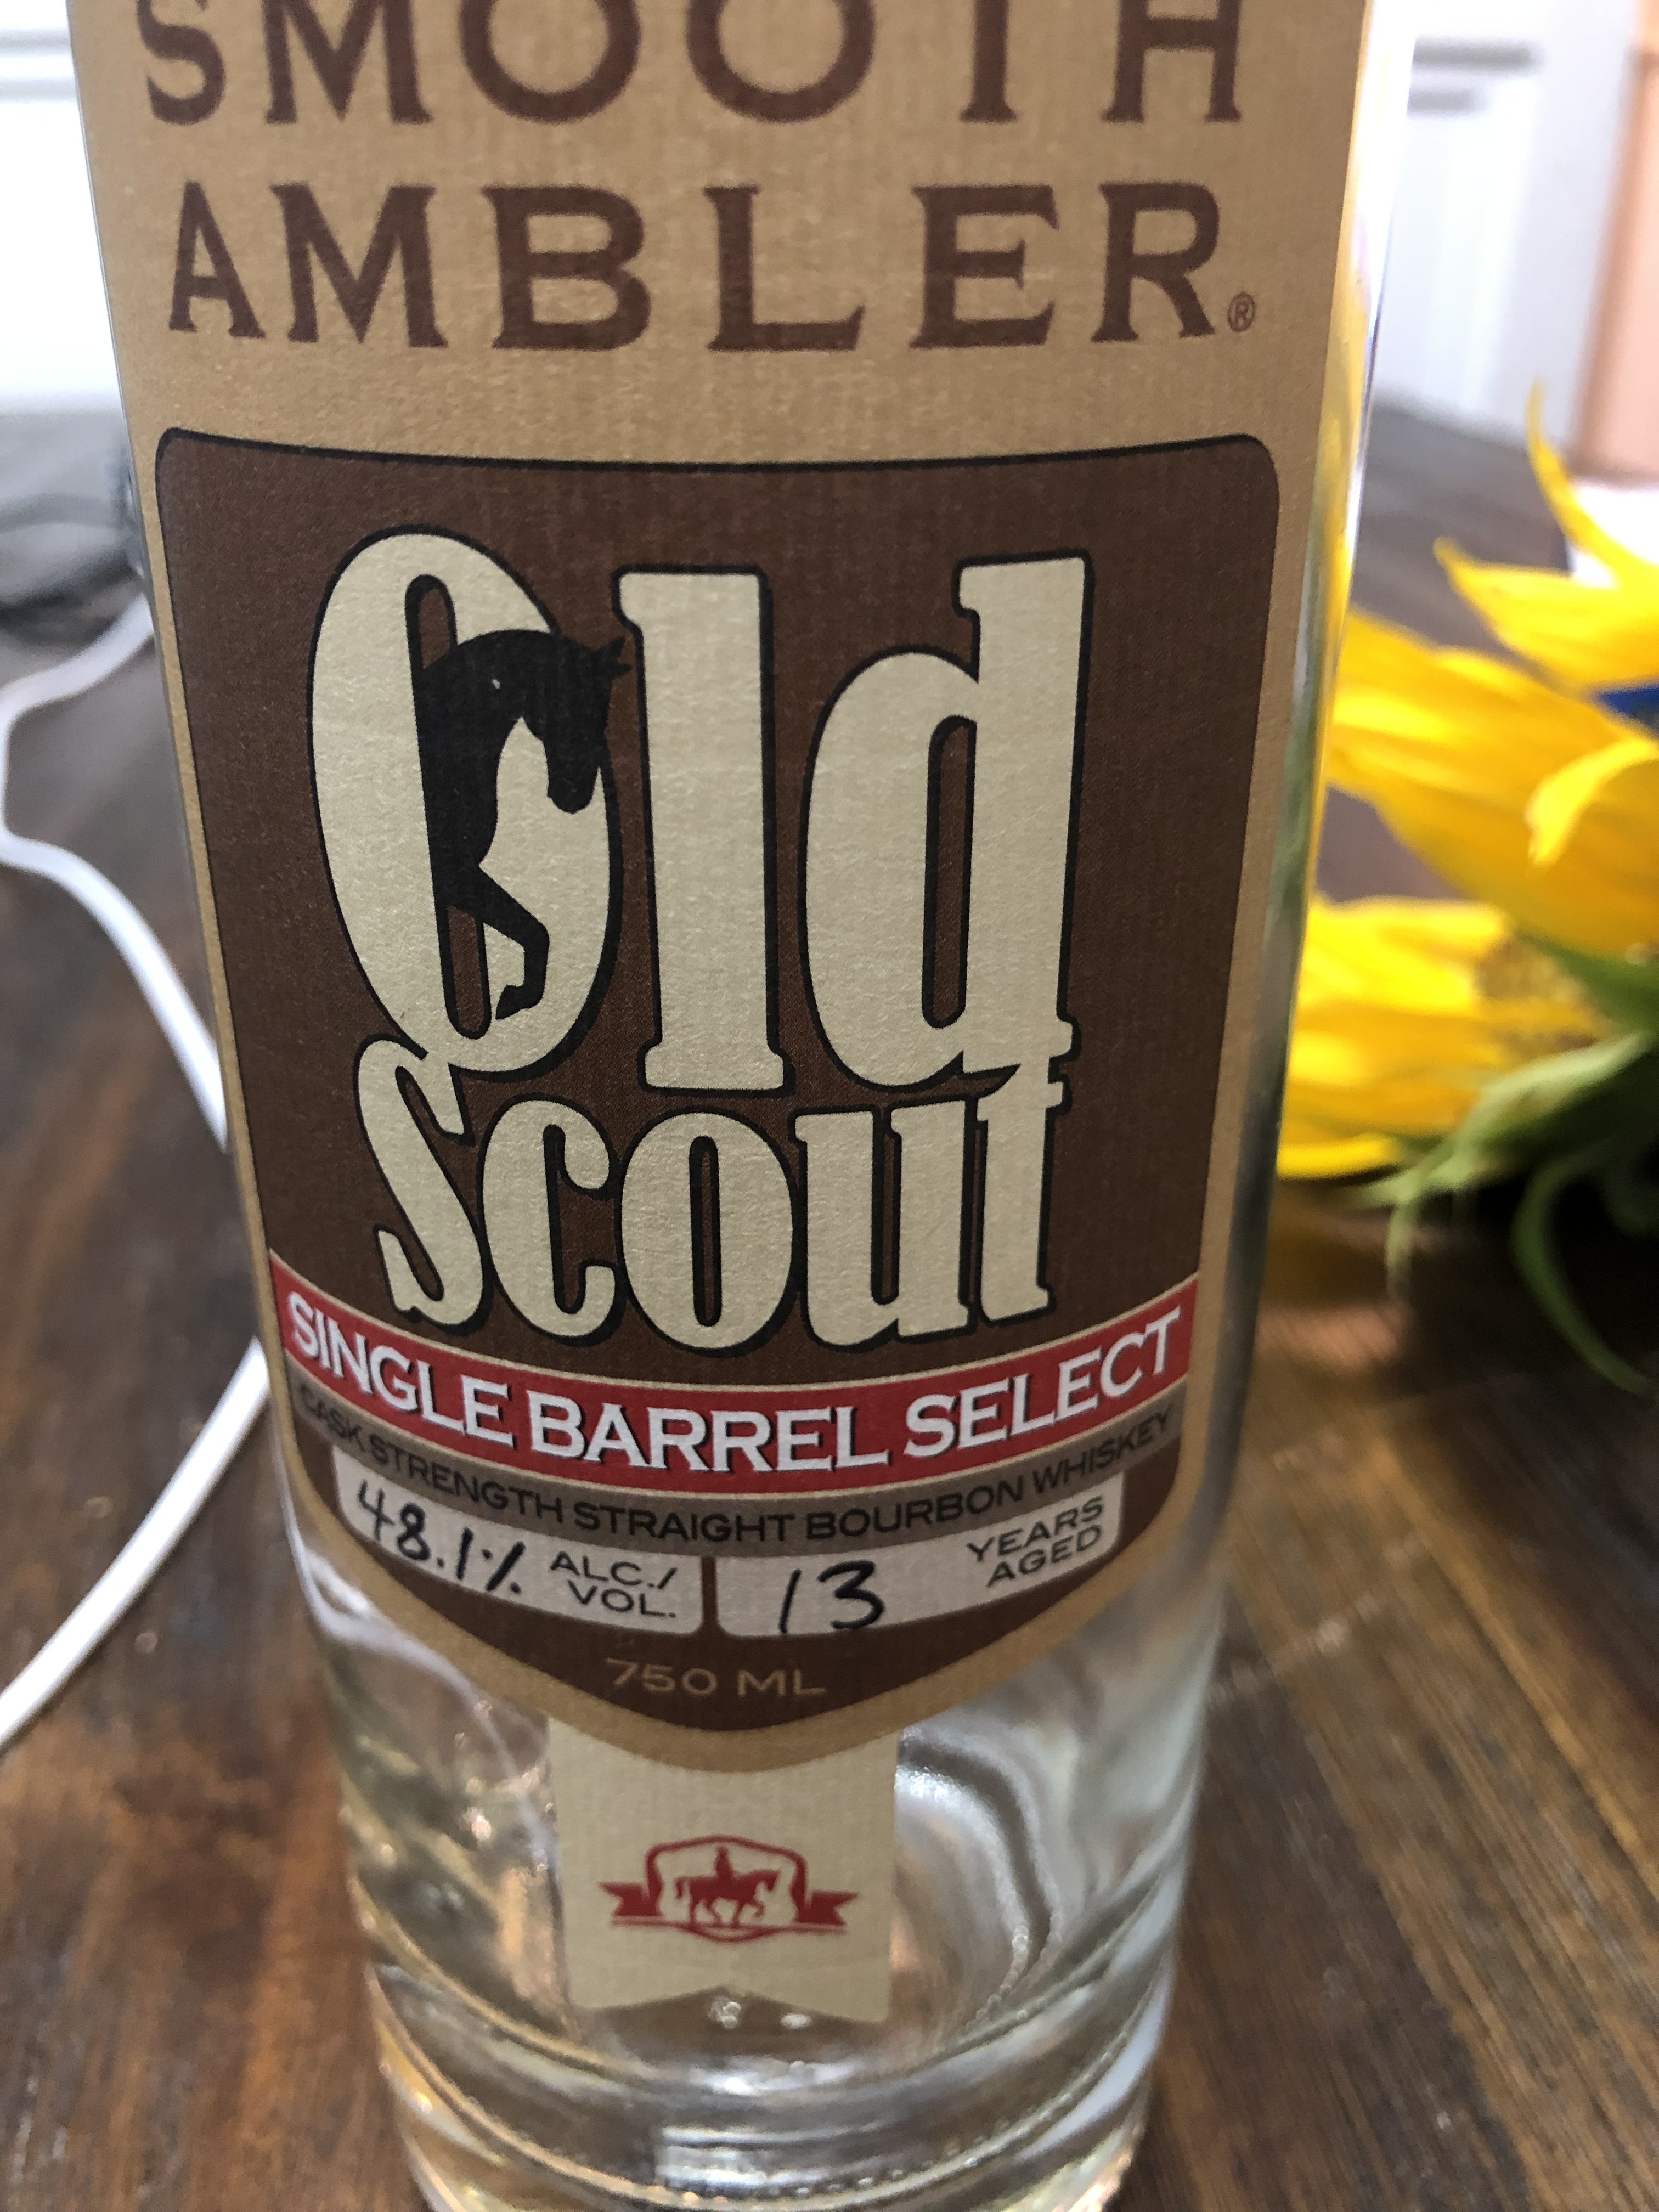 SMOOTH
AMBLER®
Old
Scout
SINGLE BARREL SELECT
CASK STRENGTH STRAIGHT BOURBON WHISKEY
48.1% ALC./
VOL.
13 YEARS
AGED
750 ML